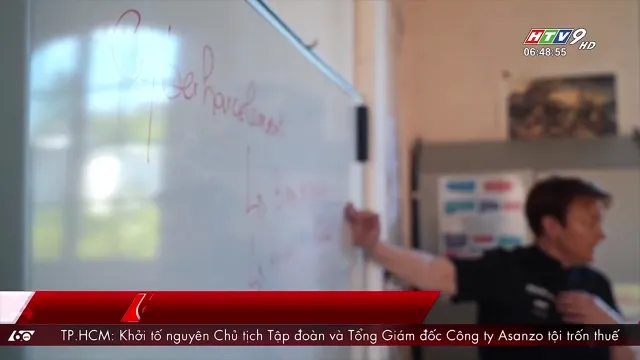 HTV9 HD
06:48:55
Cyberharcèlement
60
TP.HCM: Khởi tố nguyên Chủ tịch Tập đoàn và Tổng Giám đốc Công ty Asanzo tội trốn thuế